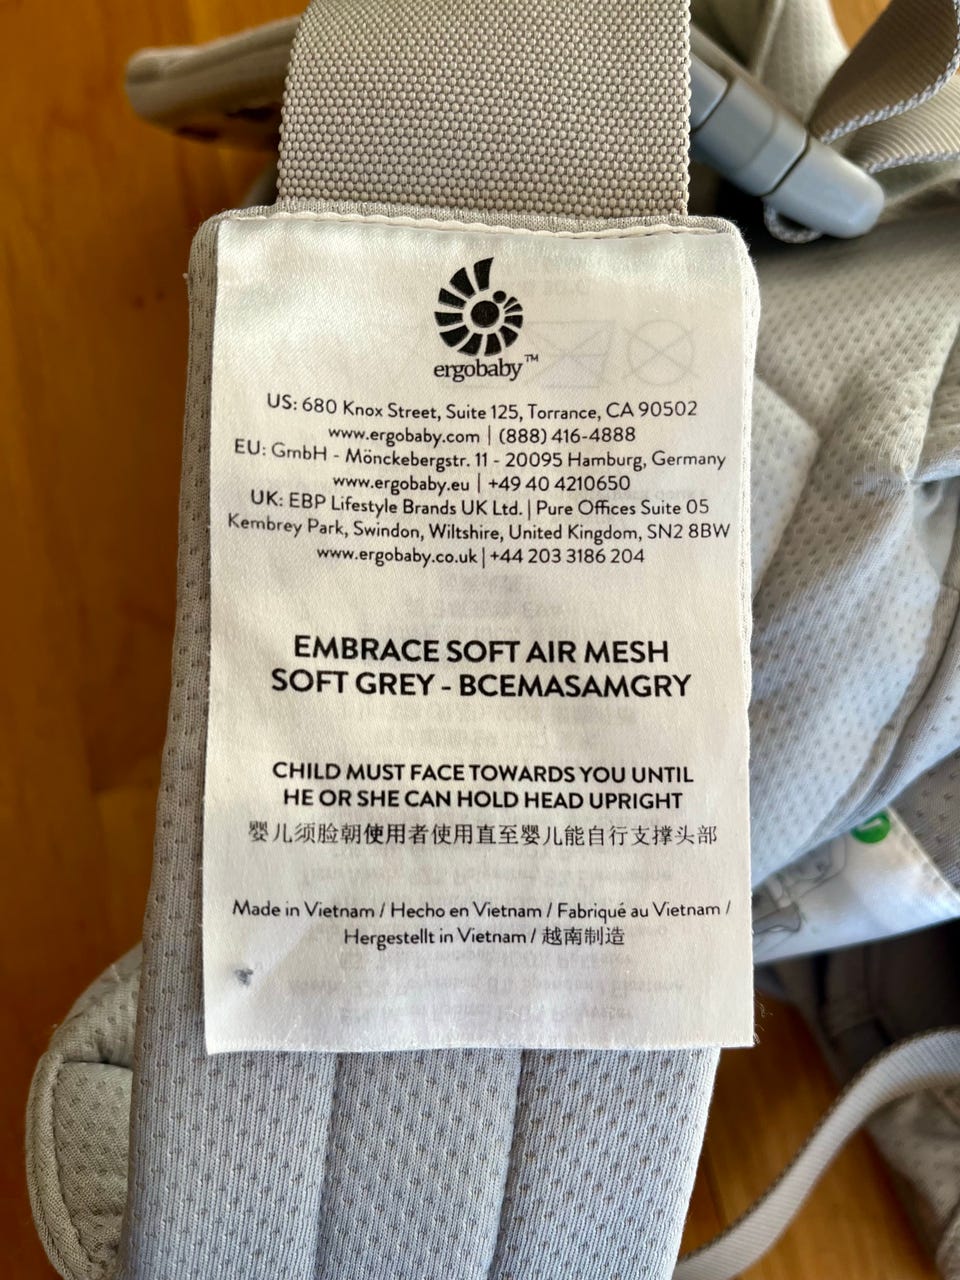 ergobaby™
US: 680 Knox Street, Suite 125, Torrance, CA 90502
www.ergobaby.com | (888) 416-4888
EU: GmbH - Mönckebergstr. 11 - 20095 Hamburg, Germany
www.ergobaby.eu | +49 40 4210650
UK: EBP Lifestyle Brands UK Ltd. | Pure Offices Suite 05
Kembrey Park, Swindon, Wiltshire, United Kingdom, SN2 8BW
www.ergobaby.co.uk | +44 203 3186 204
EMBRACE SOFT AIR MESH
SOFT GREY - BCEMASAMGRY
CHILD MUST FACE TOWARDS YOU UNTIL
HE OR SHE CAN HOLD HEAD UPRIGHT
婴儿须脸朝使用者使用直至婴儿能自行支撑头部
Made in Vietnam / Hecho en Vietnam / Fabriqué au Vietnam /
Hergestellt in Vietnam / 越南制造